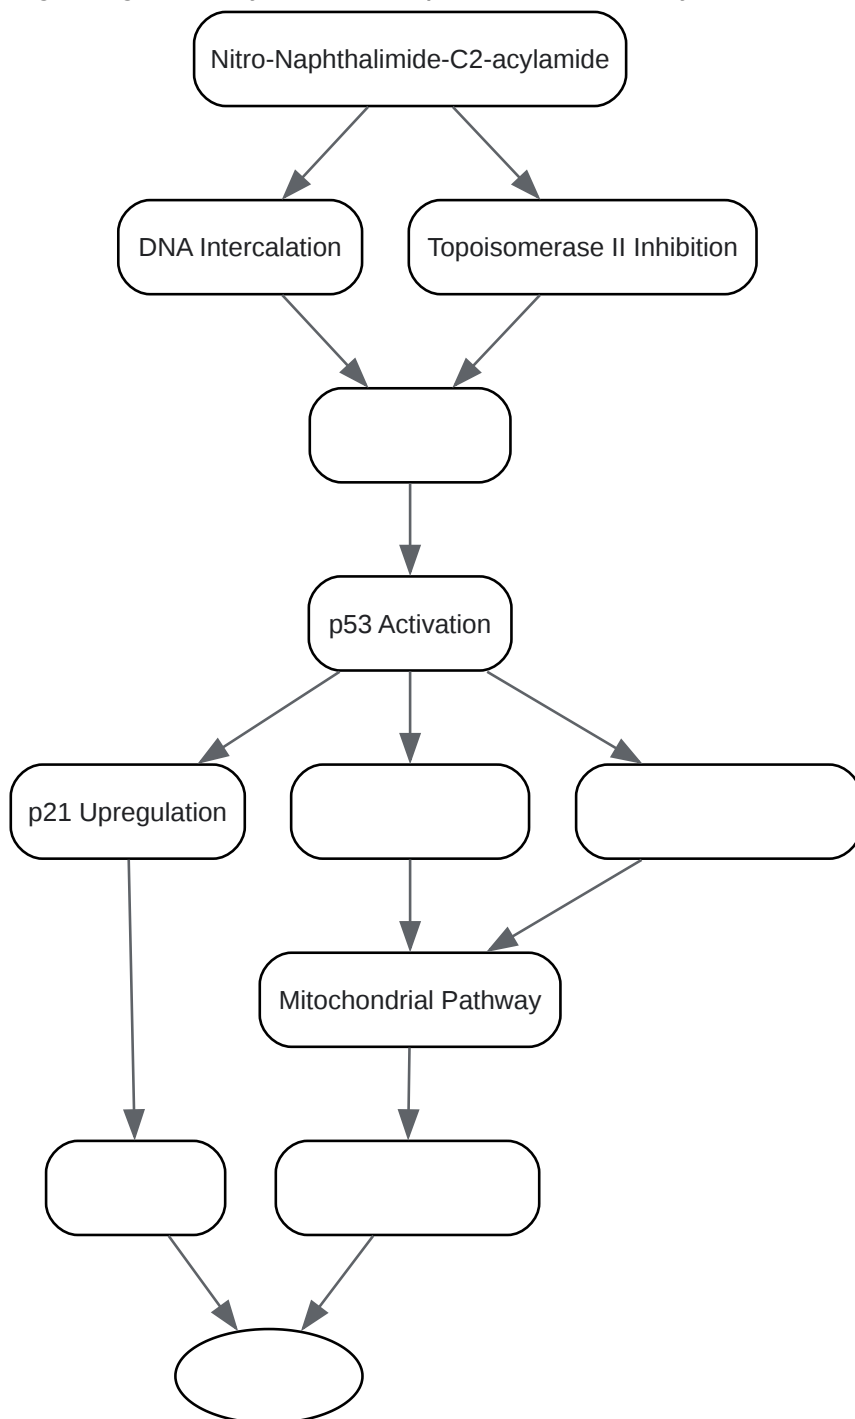 Nitro-Naphthalimide-C2-acylamide
DNA Intercalation
Topoisomerase II Inhibition
p53 Activation
p21 Upregulation
Mitochondrial Pathway